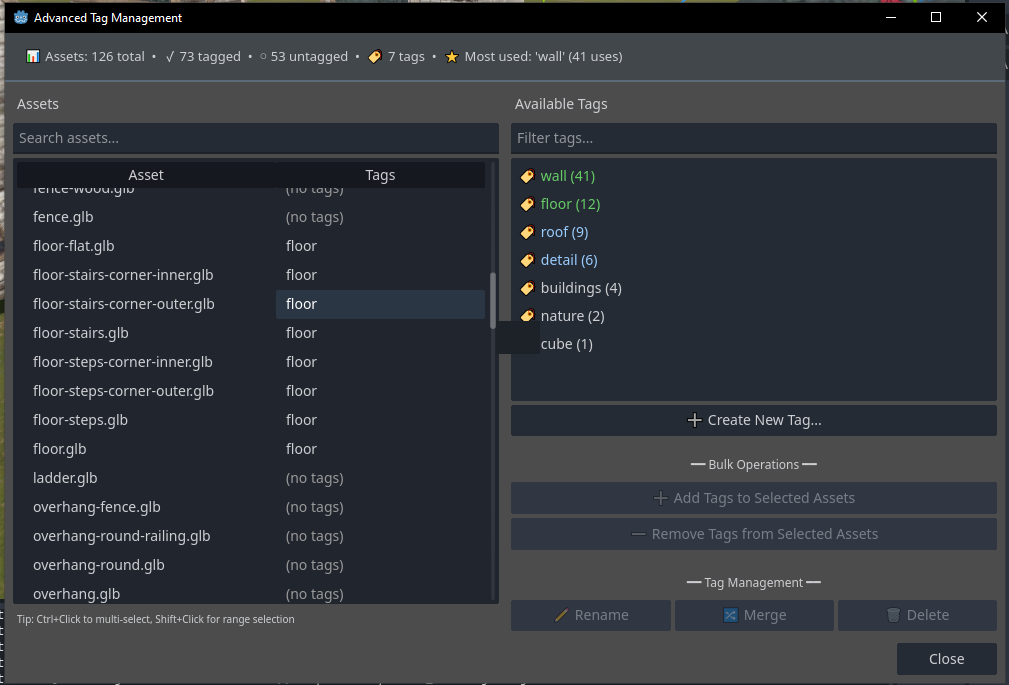 Advanced Tag Management
Assets: 126 total • √ 73 tagged • ○ 53 untagged • 7 tags • Most used: 'wall' (41 uses)
Assets
Search assets...
Asset Tags
fence-wood.glb (no tags)
fence.glb (no tags)
floor-flat.glb floor
floor-stairs-corner-inner.glb floor
floor-stairs-corner-outer.glb floor
floor-stairs.glb floor
floor-steps-corner-inner.glb floor
floor-steps-corner-outer.glb floor
floor-steps.glb floor
floor.glb floor
ladder.glb (no tags)
overhang-fence.glb (no tags)
overhang-round-railing.glb (no tags)
overhang-round.glb (no tags)
overhang.glb (no tags)
Tip: Ctrl+Click to multi-select, Shift+Click for range selection
Available Tags
Filter tags...
wall (41)
floor (12)
roof (9)
detail (6)
buildings (4)
nature (2)
cube (1)
Create New Tag...
Bulk Operations
Add Tags to Selected Assets
Remove Tags from Selected Assets
Tag Management
Rename Merge Delete
Close